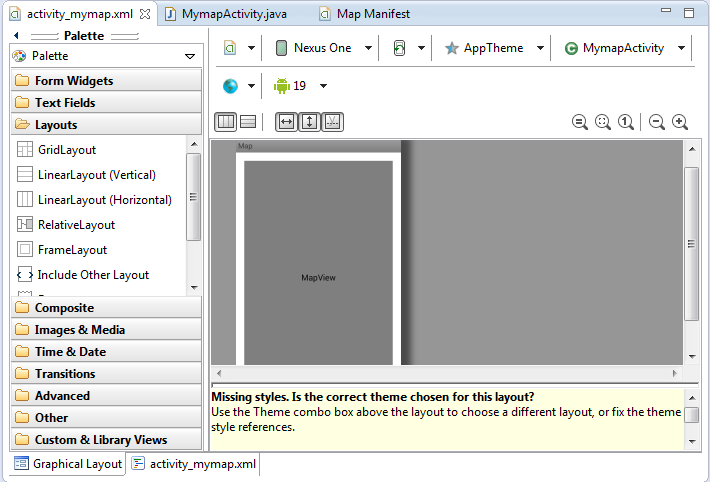 activity_mymap.xml
MymapActivity.java
Map Manifest
Palette
Palette
Form Widgets
Text Fields
Layouts
GridLayout
LinearLayout (Vertical)
LinearLayout (Horizontal)
RelativeLayout
FrameLayout
Include Other Layout
Composite
Images & Media
Time & Date
Transitions
Advanced
Other
Custom & Library Views
Nexus One
AppTheme
MymapActivity
19
Map
MapView
Missing styles. Is the correct theme chosen for this layout?
Use the Theme combo box above the layout to choose a different layout, or fix the theme
style references.
Graphical Layout
activity_mymap.xml